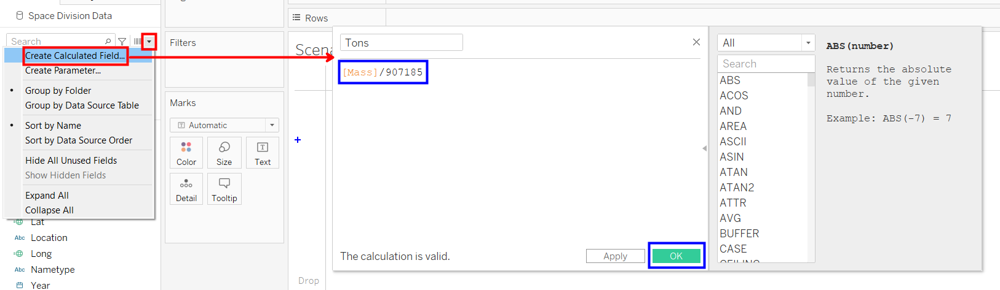 Space Division Data
Search
Create Calculated Field...
Create Parameter...
Group by Folder
Group by Data Source Table
Sort by Name
Sort by Data Source Order
Hide All Unused Fields
Show Hidden Fields
Expand All
Collapse All
Lat
Abc Location
Long
Abc Nametype
Year
Filters
Marks
T Automatic
Color
Size
T Text
Detail
Tooltip
Rows
Drop
Tons
[Mass]/907185
The calculation is valid.
Apply
OK
All
Search
ABS
ACOS
AND
AREA
ASCII
ASIN
ATAN
ATAN2
ATTR
AVG
BUFFER
CASE
CEILING
ABS(number)
Returns the absolute
value of the given
number.
Example: ABS(-7) = 7